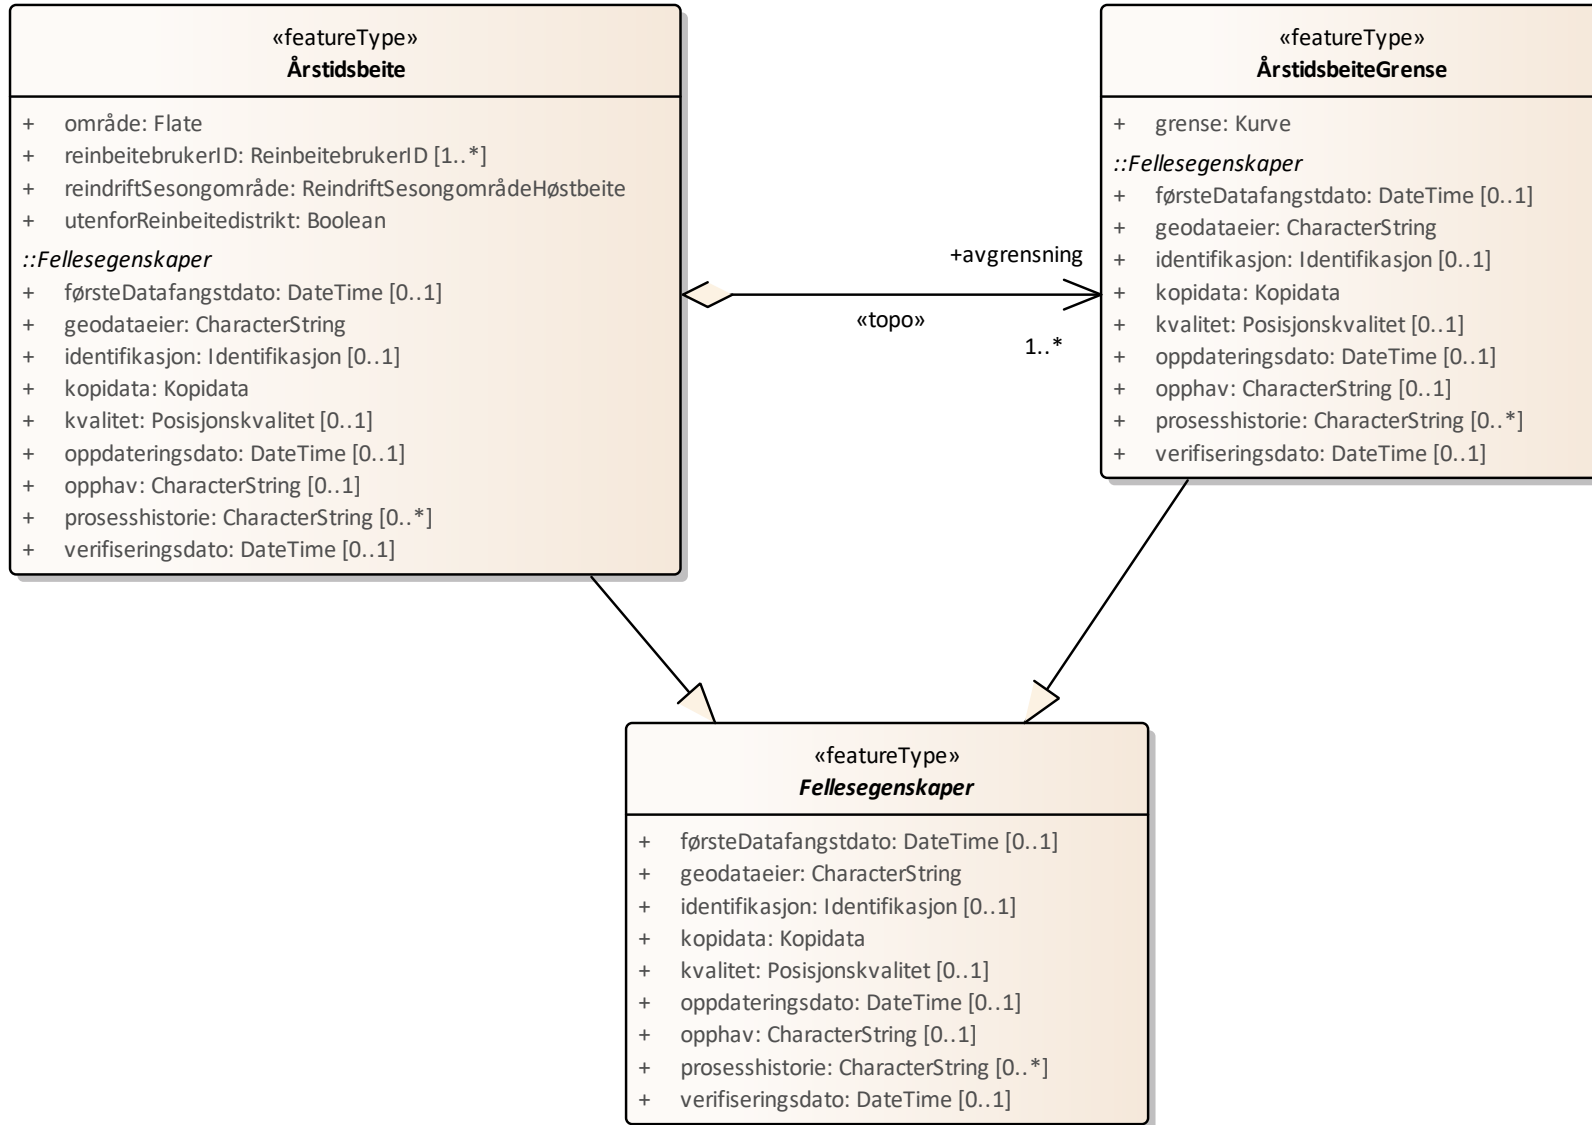 «featureType»
Årstidsbeite
+ område: Flate
+ reinbeitebrukerID: ReinbeitebrukerID [1..*]
+ reindriftSesongområde: ReindriftSesongområdeHøstbeite
+ utenforReinbeitedistrikt: Boolean
::Fellesegenskaper
+ førsteDatafangstdato: DateTime [0..1]
+ geodataeier: CharacterString
+ identifikasjon: Identifikasjon [0..1]
+ kopidata: Kopidata
+ kvalitet: Posisjonskvalitet [0..1]
+ oppdateringsdato: DateTime [0..1]
+ opphav: CharacterString [0..1]
+ prosesshistorie: CharacterString [0..*]
+ verifiseringsdato: DateTime [0..1]
+avgrensning
«topo»
1..*
«featureType»
ÅrstidsbeiteGrense
+ grense: Kurve
::Fellesegenskaper
+ førsteDatafangstdato: DateTime [0..1]
+ geodataeier: CharacterString
+ identifikasjon: Identifikasjon [0..1]
+ kopidata: Kopidata
+ kvalitet: Posisjonskvalitet [0..1]
+ oppdateringsdato: DateTime [0..1]
+ opphav: CharacterString [0..1]
+ prosesshistorie: CharacterString [0..*]
+ verifiseringsdato: DateTime [0..1]
«featureType»
Fellesegenskaper
+ førsteDatafangstdato: DateTime [0..1]
+ geodataeier: CharacterString
+ identifikasjon: Identifikasjon [0..1]
+ kopidata: Kopidata
+ kvalitet: Posisjonskvalitet [0..1]
+ oppdateringsdato: DateTime [0..1]
+ opphav: CharacterString [0..1]
+ prosesshistorie: CharacterString [0..*]
+ verifiseringsdato: DateTime [0..1]